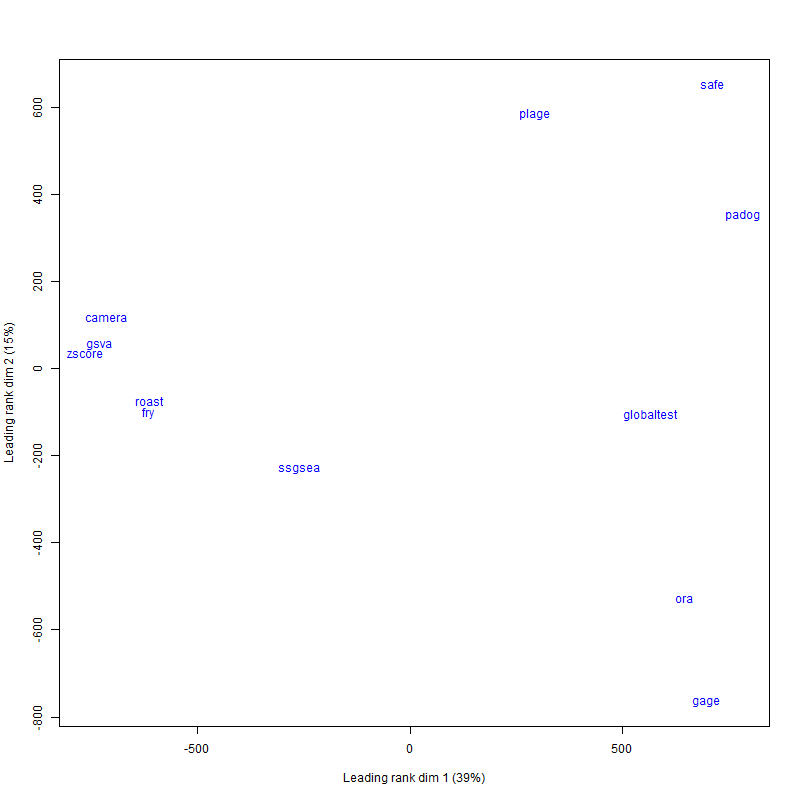 safe
plage
padog
camera
gsva
zscore
roast
fry
globaltest
ssgsea
ora
gage
600
400
200
0
-200
-400
-600
-800
Leading rank dim 2 (15%)
-500 0 500
Leading rank dim 1 (39%)